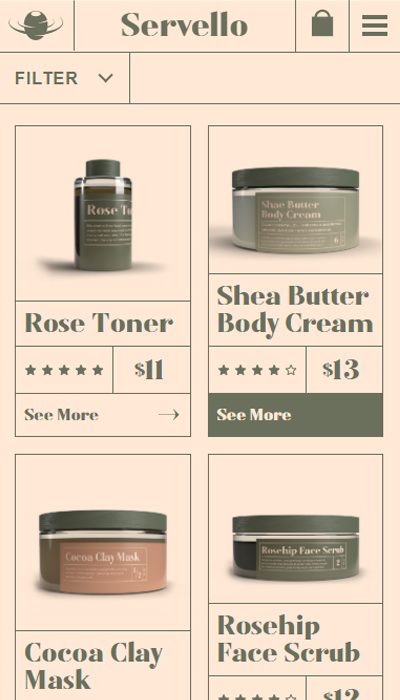 Servello
FILTER
Rose To
Shea Butter
Body Cream
6
Rose Toner
$11
See More
Shea Butter
Body Cream
$13
See More
Cocoa Clay Mask
Rosehip Face Scrub
2
Cocoa Clay
Mask
Rosehip
Face Scrub
$12